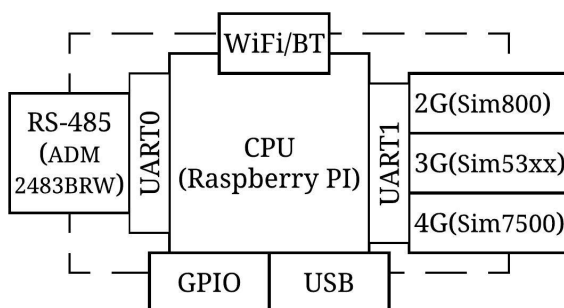 WiFi/BT
RS-485
(ADM
2483BRW)
UART0
CPU
(Raspberry PI)
UART1
2G(Sim800)
3G(Sim53xx)
4G(Sim7500)
GPIO
USB